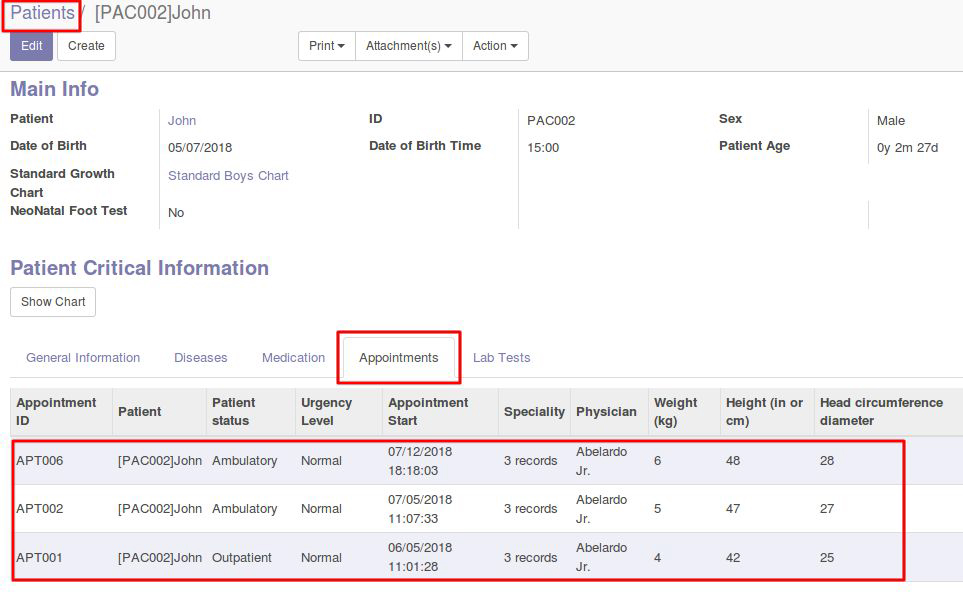 Patients / [PAC002]John
Edit Create Print Attachment(s) Action
Main Info
Patient John ID PAC002 Sex Male
Date of Birth 05/07/2018 Date of Birth Time 15:00 Patient Age 0y 2m 27d
Standard Growth Chart Standard Boys Chart
NeoNatal Foot Test No
Patient Critical Information
Show Chart
General Information Diseases Medication Appointments Lab Tests
Appointment ID Patient Patient status Urgency Level Appointment Start Speciality Physician Weight (kg) Height (in or cm) Head circumference diameter
APT006 [PAC002]John Ambulatory Normal 07/12/2018 18:18:03 3 records Abelardo Jr. 6 48 28
APT002 [PAC002]John Ambulatory Normal 07/05/2018 11:07:33 3 records Abelardo Jr. 5 47 27
APT001 [PAC002]John Outpatient Normal 06/05/2018 11:01:28 3 records Abelardo Jr. 4 42 25